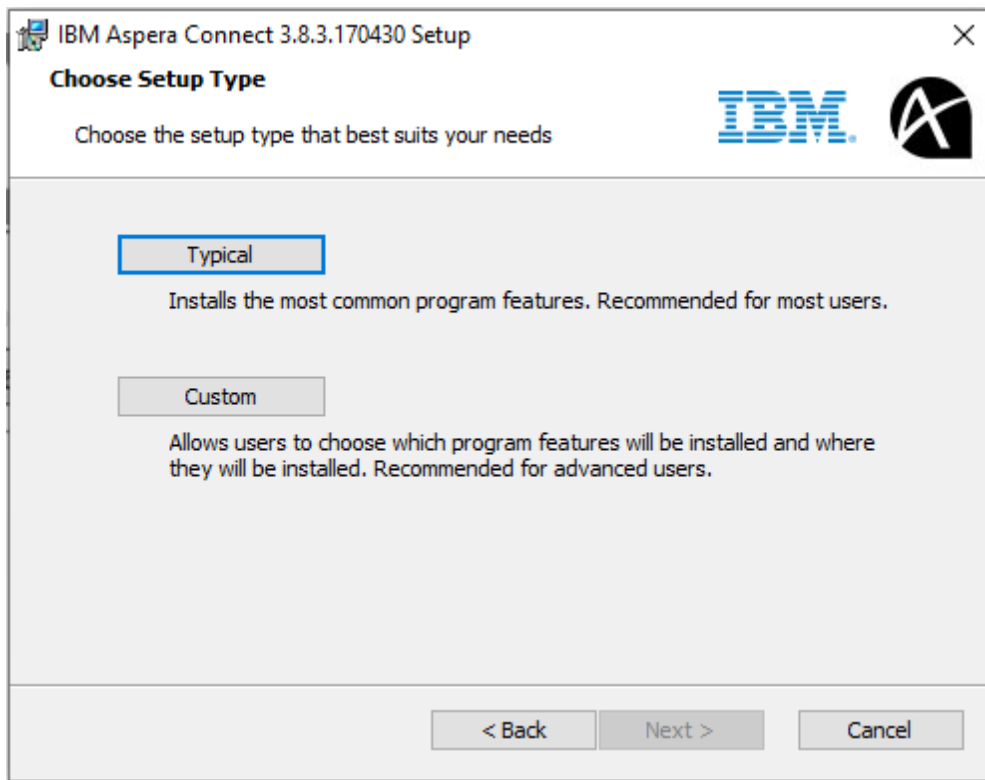 IBM Aspera Connect 3.8.3.170430 Setup
Choose Setup Type
Choose the setup type that best suits your needs
IBM.
Typical
Installs the most common program features. Recommended for most users.
Custom
Allows users to choose which program features will be installed and where
they will be installed. Recommended for advanced users.
< Back
Next >
Cancel